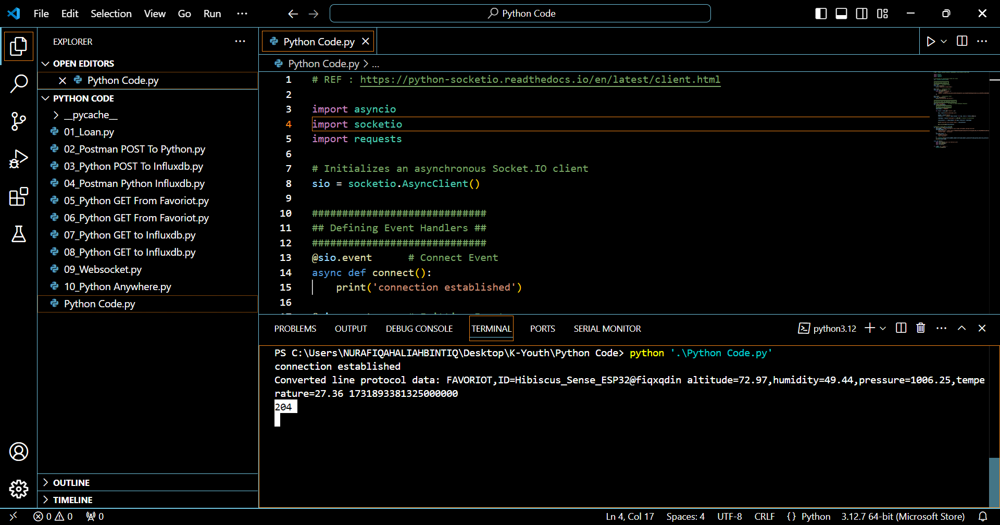 File Edit Selection View Go Run ···
Python Code
EXPLORER ···
OPEN EDITORS
Python Code.py
PYTHON CODE
__pycache__
01_Loan.py
02_Postman POST To Python.py
03_Python POST To Influxdb.py
04_Postman Python Influxdb.py
05_Python GET From Favoriot.py
06_Python GET From Favoriot.py
07_Python GET to Influxdb.py
08_Python GET to Influxdb.py
09_Websocket.py
10_Python Anywhere.py
Python Code.py
OUTLINE
TIMELINE
Python Code.py
Python Code.py > ...
1 # REF : https://python-socketio.readthedocs.io/en/latest/client.html
2
3 import asyncio
4 import socketio
5 import requests
6
7 # Initializes an asynchronous Socket.IO client
8 sio = socketio.AsyncClient()
9
10 #############################
11 ## Defining Event Handlers ##
12 #############################
13 @sio.event      # Connect Event
14 async def connect():
15     print('connection established')
16
PROBLEMS OUTPUT DEBUG CONSOLE TERMINAL PORTS SERIAL MONITOR python3.12
PS C:\Users\NURAFIQAHALIAHBINTIQ\Desktop\K-Youth\Python Code> python '.\Python Code.py'
connection established
Converted line protocol data: FAVORIOT,ID=Hibiscus_Sense_ESP32@fiqxqdin altitude=72.97,humidity=49.44,pressure=1006.25,tempe
rature=27.36 1731893381325000000
204
0 0 0 Ln 4, Col 17 Spaces: 4 UTF-8 CRLF {} Python 3.12.7 64-bit (Microsoft Store)